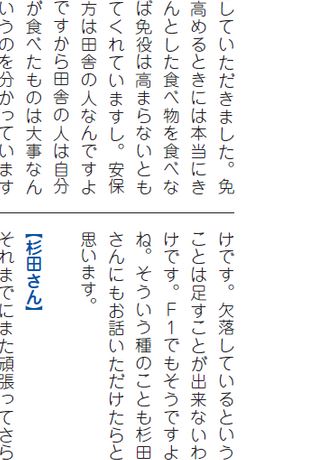 していただきました。免
高めるときには本当にき
んとした食べ物を食べな
ば免役は高まらないとも
てくれていますし。安保
方は田舎の人なんですよ
ですから田舎の人は自分
が食べたものは大事なん
いうのを分かっています
けです。欠落しているという
ことは足すことが出来ないわ
けです。F1でもそうですよ
ね。そういう種のことも杉田
さんにもお話いただけたらと
思います。
【杉田さん】
それまでにまた頑張ってさら